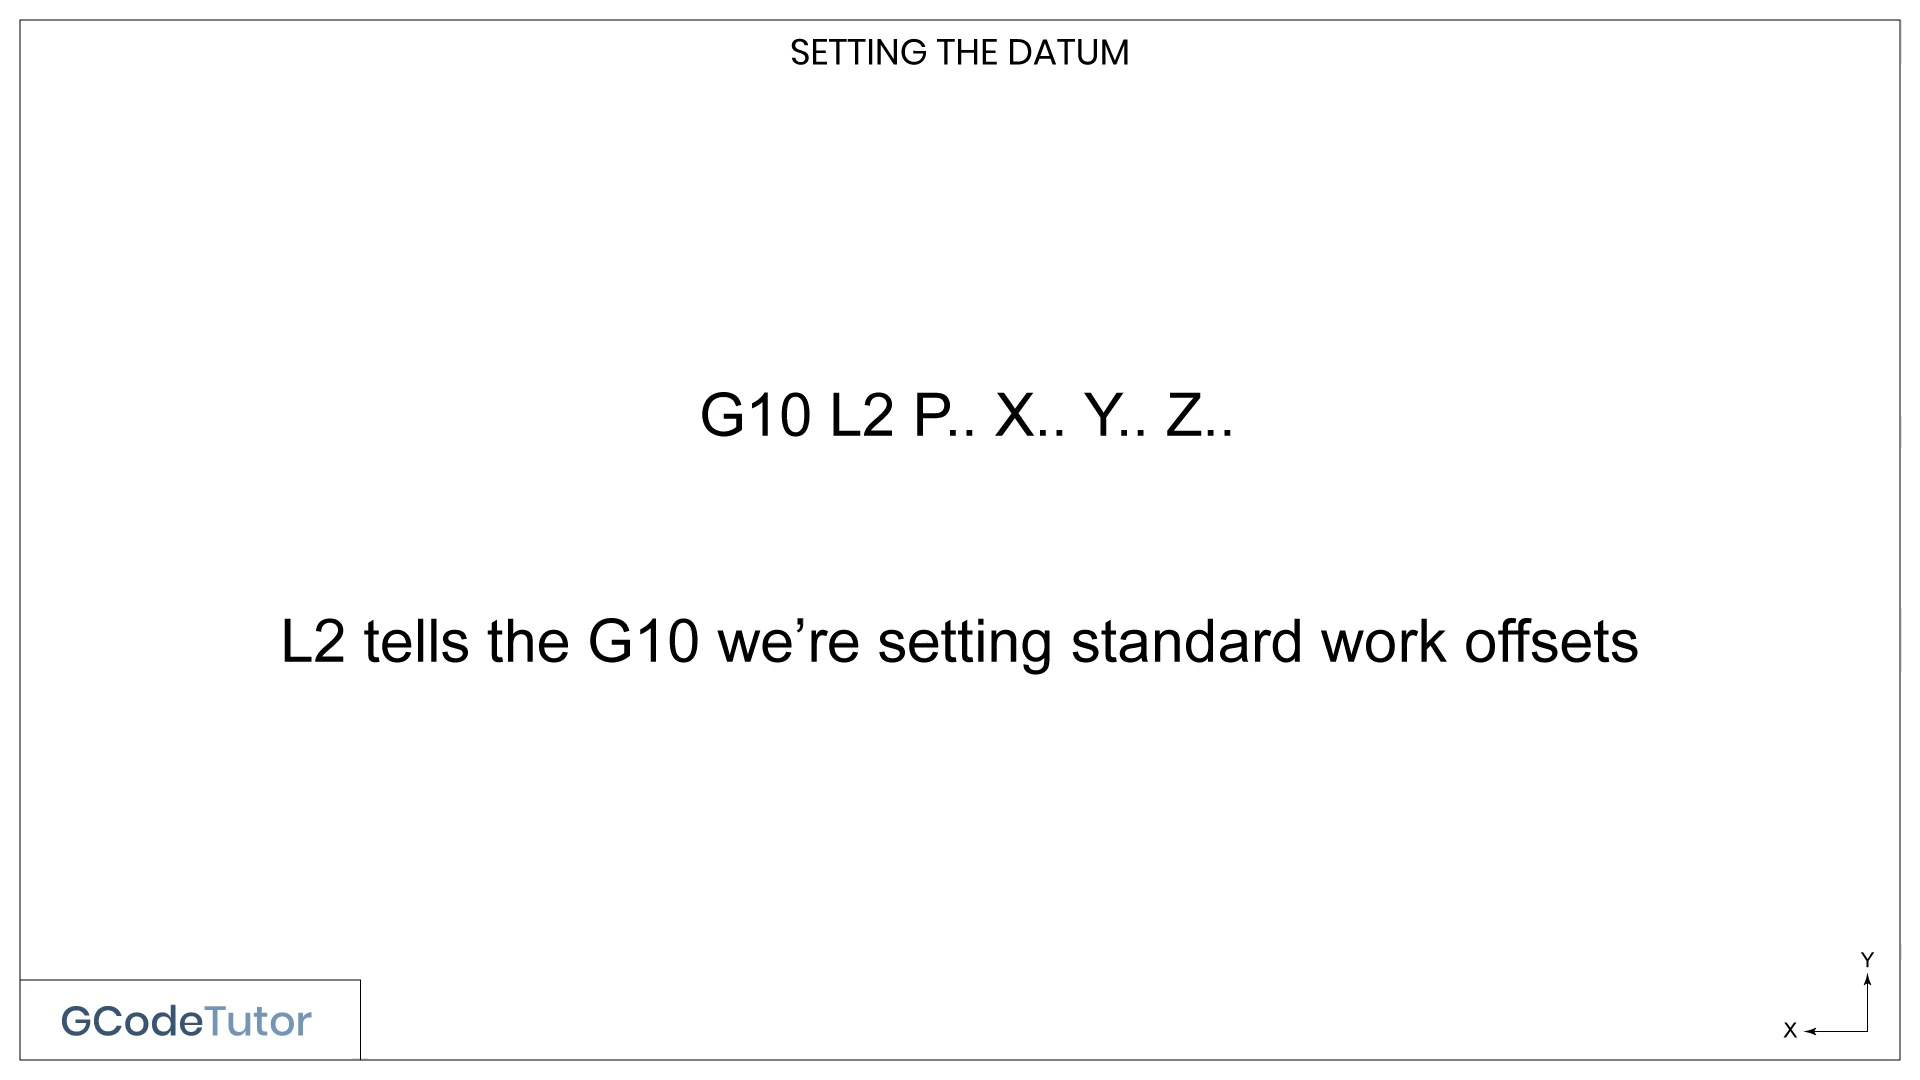 SETTING THE DATUM
G10 L2 P.. X.. Y.. Z..
L2 tells the G10 we’re setting standard work offsets
Y
X
GCodeTutor